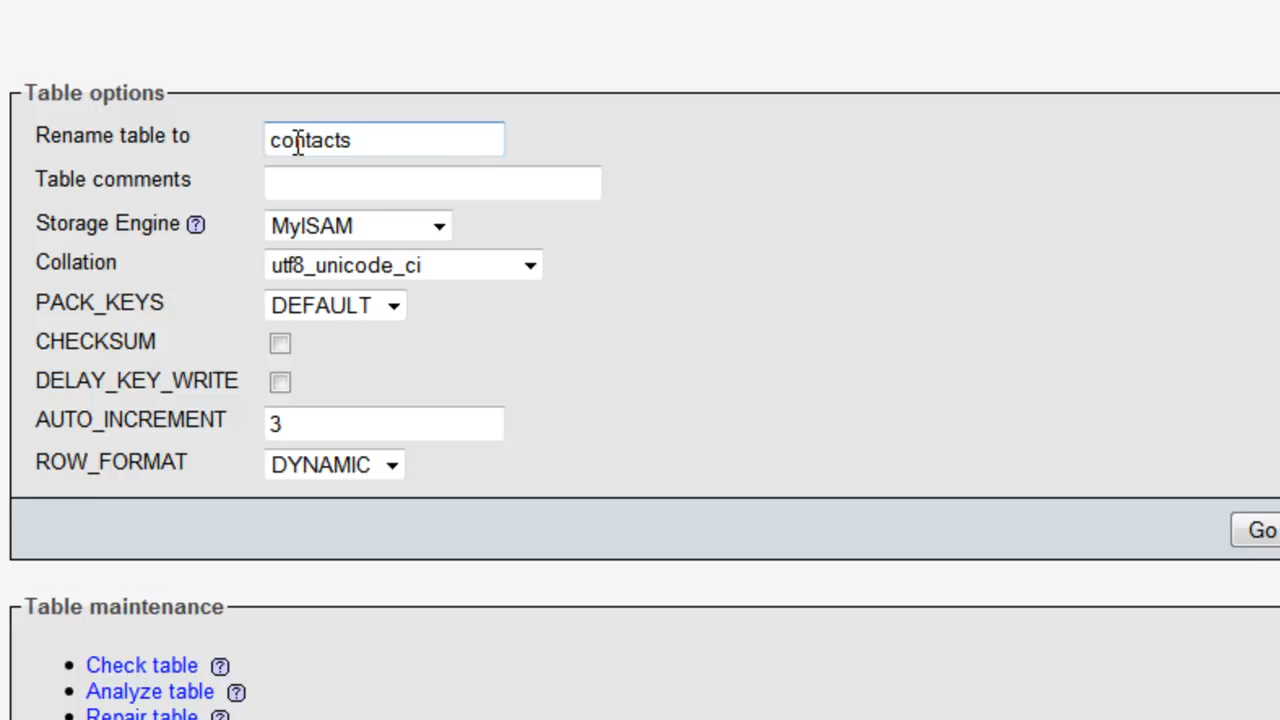 Table options
Rename table to contacts
Table comments
Storage Engine ? MyISAM
Collation utf8_unicode_ci
PACK_KEYS DEFAULT
CHECKSUM
DELAY_KEY_WRITE
AUTO_INCREMENT 3
ROW_FORMAT DYNAMIC
Go
Table maintenance
• Check table ?
• Analyze table ?
• Repair table ?